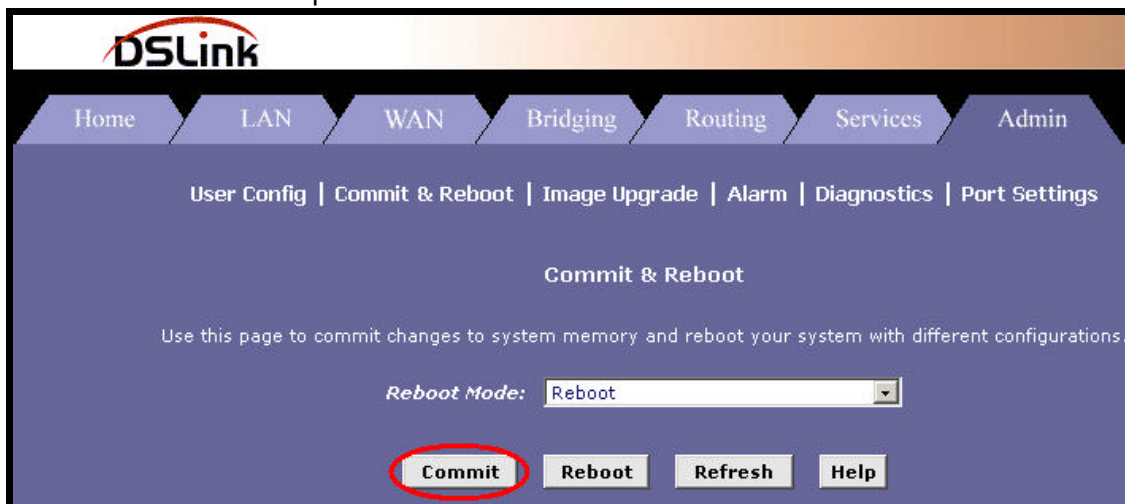 DSLink
Home LAN WAN Bridging Routing Services Admin
User Config | Commit & Reboot | Image Upgrade | Alarm | Diagnostics | Port Settings
Commit & Reboot
Use this page to commit changes to system memory and reboot your system with different configurations.
Reboot Mode: Reboot
Commit Reboot Refresh Help